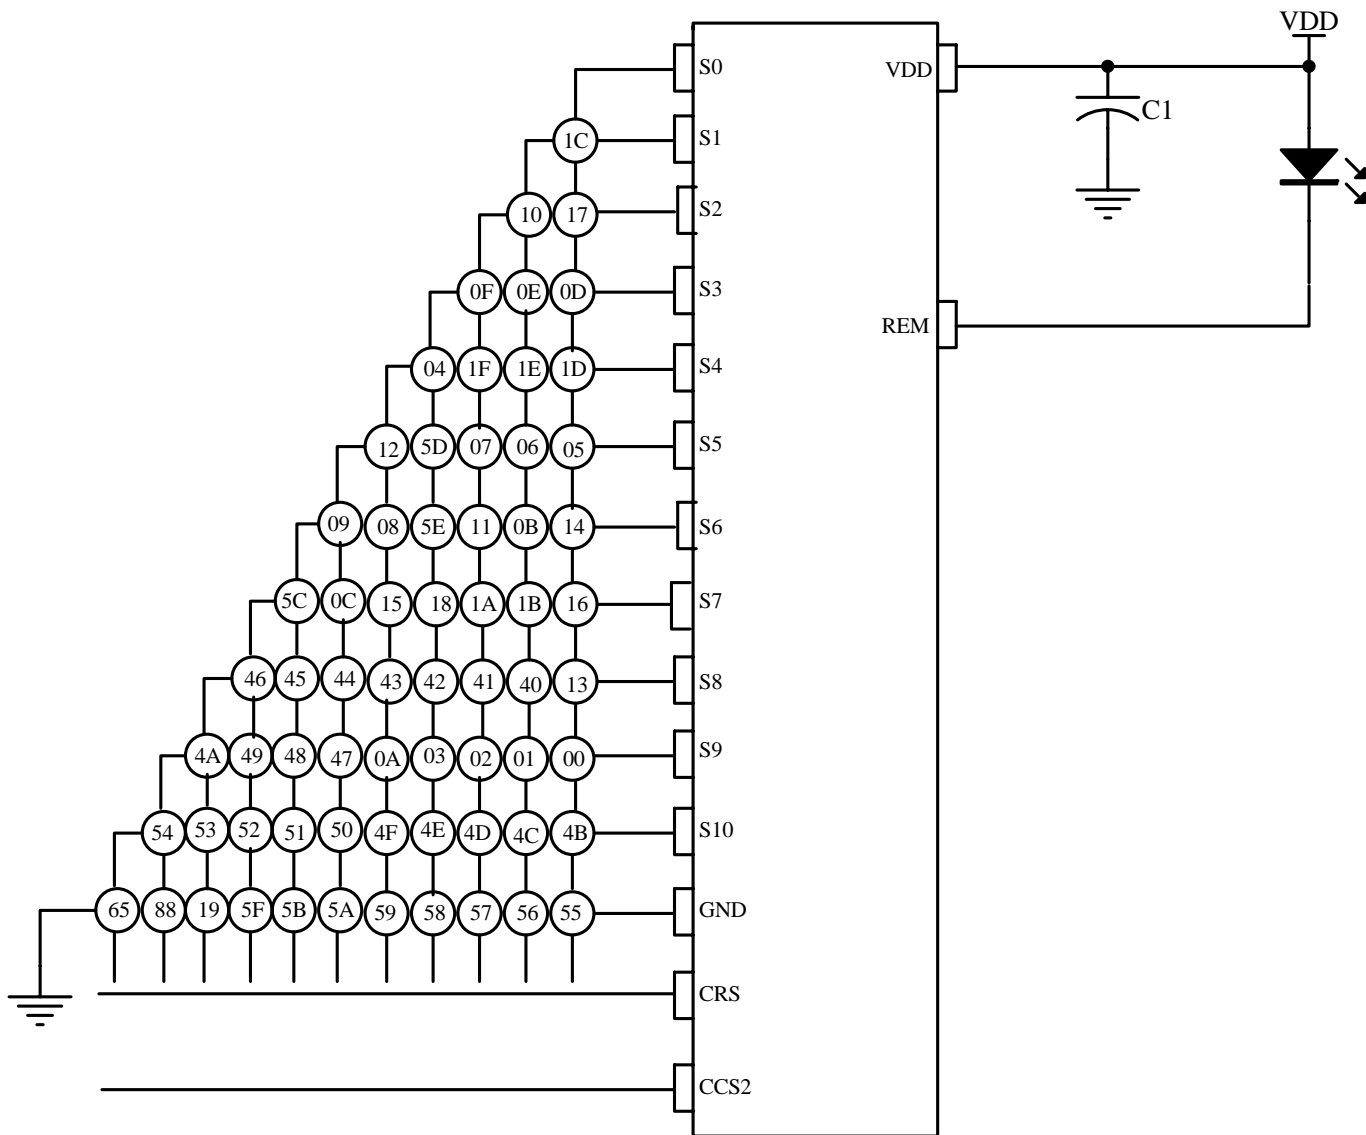 VDD
S0 VDD
C1
1C S1
10 17 S2
0F 0E 0D S3
REM
04 1F 1E 1D S4
12 5D 07 06 05 S5
09 08 5E 11 0B 14 S6
5C 0C 15 18 1A 1B 16 S7
46 45 44 43 42 41 40 13 S8
4A 49 48 47 0A 03 02 01 00 S9
54 53 52 51 50 4F 4E 4D 4C 4B S10
65 88 19 5F 5B 5A 59 58 57 56 55 GND
CRS
CCS2